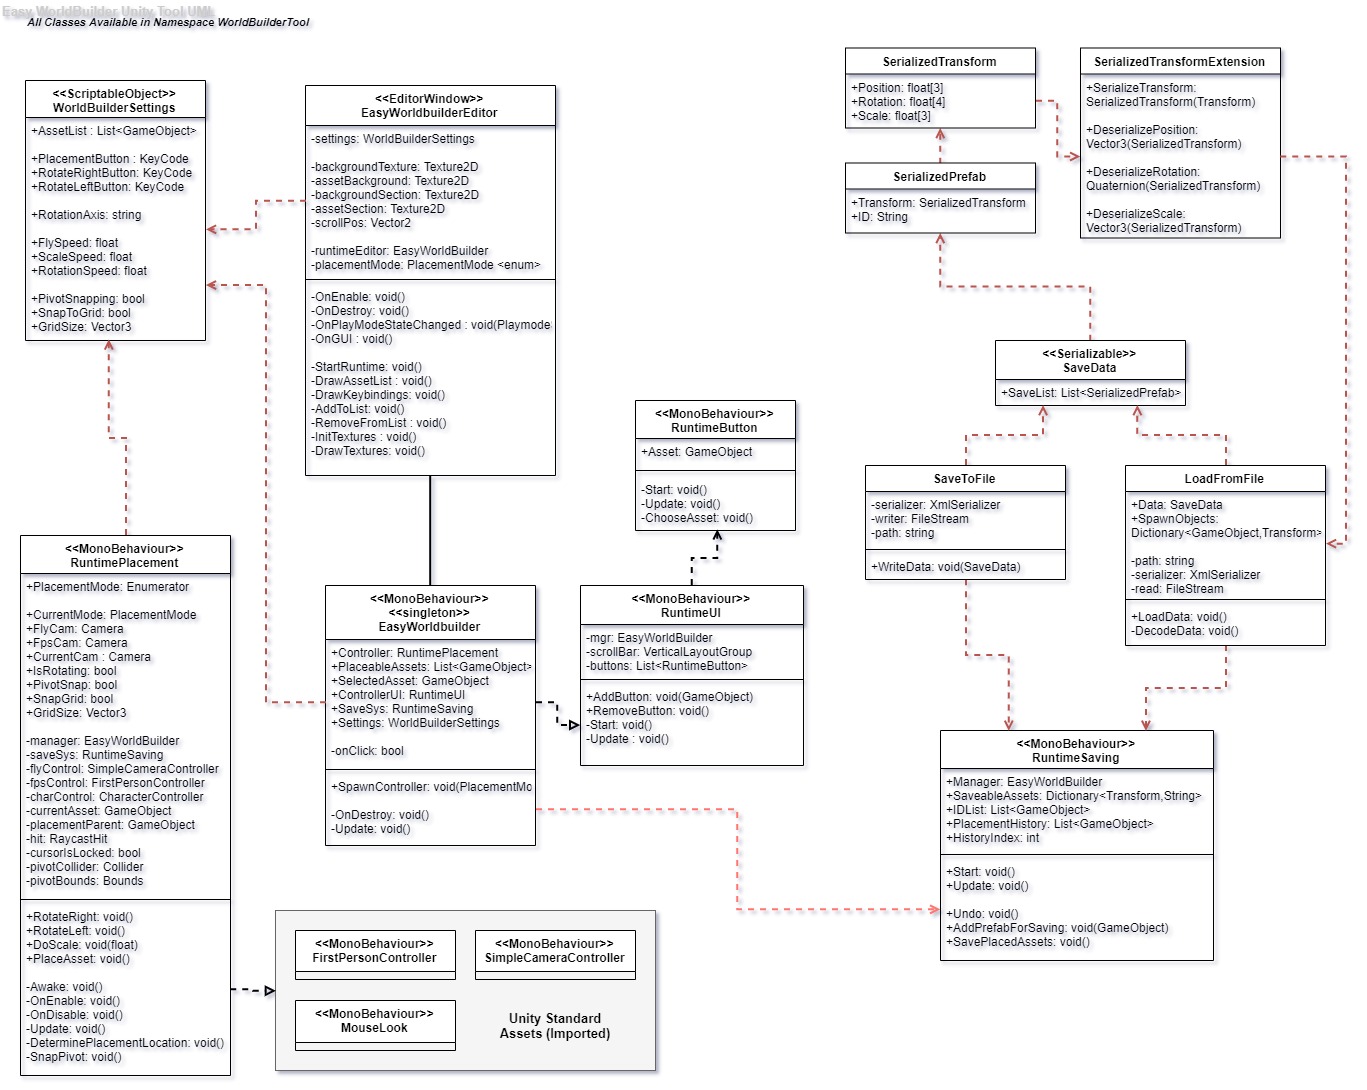 Easy WorldBuilder Unity Tool UML
All Classes Available in Namespace WorldBuilderTool
<<ScriptableObject>>
WorldBuilderSettings
+AssetList : List<GameObject>
+PlacementButton : KeyCode
+RotateRightButton: KeyCode
+RotateLeftButton: KeyCode
+RotationAxis: string
+FlySpeed: float
+ScaleSpeed: float
+RotationSpeed: float
+PivotSnapping: bool
+SnapToGrid: bool
+GridSize: Vector3
<<EditorWindow>>
EasyWorldbuilderEditor
-settings: WorldBuilderSettings
-backgroundTexture: Texture2D
-assetBackground: Texture2D
-backgroundSection: Texture2D
-assetSection: Texture2D
-scrollPos: Vector2
-runtimeEditor: EasyWorldBuilder
-placementMode: PlacementMode <enum>
-OnEnable: void()
-OnDestroy: void()
-OnPlayModeStateChanged : void(Playmode
-OnGUI : void()
-StartRuntime: void()
-DrawAssetList : void()
-DrawKeybindings: void()
-AddToList: void()
-RemoveFromList : void()
-InitTextures : void()
-DrawTextures: void()
SerializedTransform
+Position: float[3]
+Rotation: float[4]
+Scale: float[3]
SerializedTransformExtension
+SerializeTransform:
SerializedTransform(Transform)
+DeserializePosition:
Vector3(SerializedTransform)
+DeserializeRotation:
Quaternion(SerializedTransform)
+DeserializeScale:
Vector3(SerializedTransform)
SerializedPrefab
+Transform: SerializedTransform
+ID: String
<<Serializable>>
SaveData
+SaveList: List<SerializedPrefab>
<<MonoBehaviour>>
RuntimeButton
+Asset: GameObject
-Start: void()
-Update: void()
-ChooseAsset: void()
SaveToFile
-serializer: XmlSerializer
-writer: FileStream
-path: string
+WriteData: void(SaveData)
LoadFromFile
+Data: SaveData
+SpawnObjects:
Dictionary<GameObject,Transform>
-path: string
-serializer: XmlSerializer
-read: FileStream
+LoadData: void()
-DecodeData: void()
<<MonoBehaviour>>
RuntimePlacement
+PlacementMode: Enumerator
+CurrentMode: PlacementMode
+FlyCam: Camera
+FpsCam: Camera
+CurrentCam : Camera
+IsRotating: bool
+PivotSnap: bool
+SnapGrid: bool
+GridSize: Vector3
-manager: EasyWorldBuilder
-saveSys: RuntimeSaving
-flyControl: SimpleCameraController
-fpsControl: FirstPersonController
-charControl: CharacterController
-currentAsset: GameObject
-placementParent: GameObject
-hit: RaycastHit
-cursorIsLocked: bool
-pivotCollider: Collider
-pivotBounds: Bounds
+RotateRight: void()
+RotateLeft: void()
+DoScale: void(float)
+PlaceAsset: void()
-Awake: void()
-OnEnable: void()
-OnDisable: void()
-Update: void()
-DeterminePlacementLocation: void()
-SnapPivot: void()
<<MonoBehaviour>>
<<singleton>>
EasyWorldbuilder
+Controller: RuntimePlacement
+PlaceableAssets: List<GameObject>
+SelectedAsset: GameObject
+ControllerUI: RuntimeUI
+SaveSys: RuntimeSaving
+Settings: WorldBuilderSettings
-onClick: bool
+SpawnController: void(PlacementMo
-OnDestroy: void()
-Update: void()
<<MonoBehaviour>>
RuntimeUI
-mgr: EasyWorldBuilder
-scrollBar: VerticalLayoutGroup
-buttons: List<RuntimeButton>
+AddButton: void(GameObject)
+RemoveButton: void()
-Start: void()
-Update : void()
<<MonoBehaviour>>
RuntimeSaving
+Manager: EasyWorldBuilder
+SaveableAssets: Dictionary<Transform,String>
+IDList: List<GameObject>
+PlacementHistory: List<GameObject>
+HistoryIndex: int
+Start: void()
+Update: void()
+Undo: void()
+AddPrefabForSaving: void(GameObject)
+SavePlacedAssets: void()
<<MonoBehaviour>>
FirstPersonController
<<MonoBehaviour>>
SimpleCameraController
<<MonoBehaviour>>
MouseLook
Unity Standard
Assets (Imported)